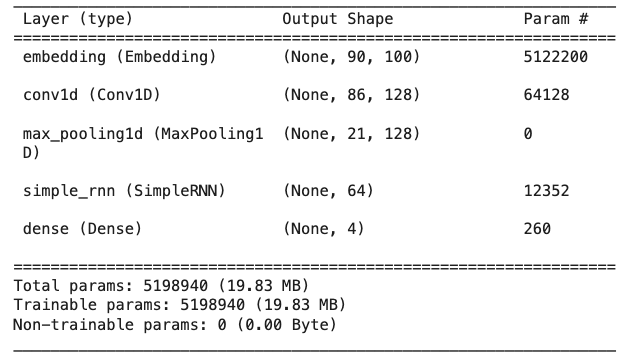 Layer (type) Output Shape Param #
embedding (Embedding) (None, 90, 100) 5122200
conv1d (Conv1D) (None, 86, 128) 64128
max_pooling1d (MaxPooling1 (None, 21, 128) 0
D)
simple_rnn (SimpleRNN) (None, 64) 12352
dense (Dense) (None, 4) 260
Total params: 5198940 (19.83 MB)
Trainable params: 5198940 (19.83 MB)
Non-trainable params: 0 (0.00 Byte)